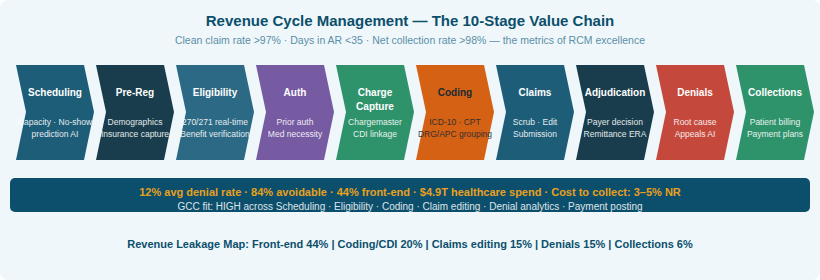 Revenue Cycle Management — The 10-Stage Value Chain
Clean claim rate >97% · Days in AR <35 · Net collection rate >98% — the metrics of RCM excellence
Scheduling
apacity · No-show
prediction AI
Pre-Reg
Demographics
Insurance capture
Eligibility
270/271 real-time
Benefit verification
Auth
Prior auth
Med necessity
Charge
Capture
Chargemaster
CDI linkage
Coding
ICD-10 · CPT
DRG/APC grouping
Claims
Scrub · Edit
Submission
Adjudication
Payer decision
Remittance ERA
Denials
Root cause
Appeals AI
Collections
Patient billing
Payment plans
12% avg denial rate · 84% avoidable · 44% front-end · $4.9T healthcare spend · Cost to collect: 3–5% NR
GCC fit: HIGH across Scheduling · Eligibility · Coding · Claim editing · Denial analytics · Payment posting
Revenue Leakage Map: Front-end 44% | Coding/CDI 20% | Claims editing 15% | Denials 15% | Collections 6%